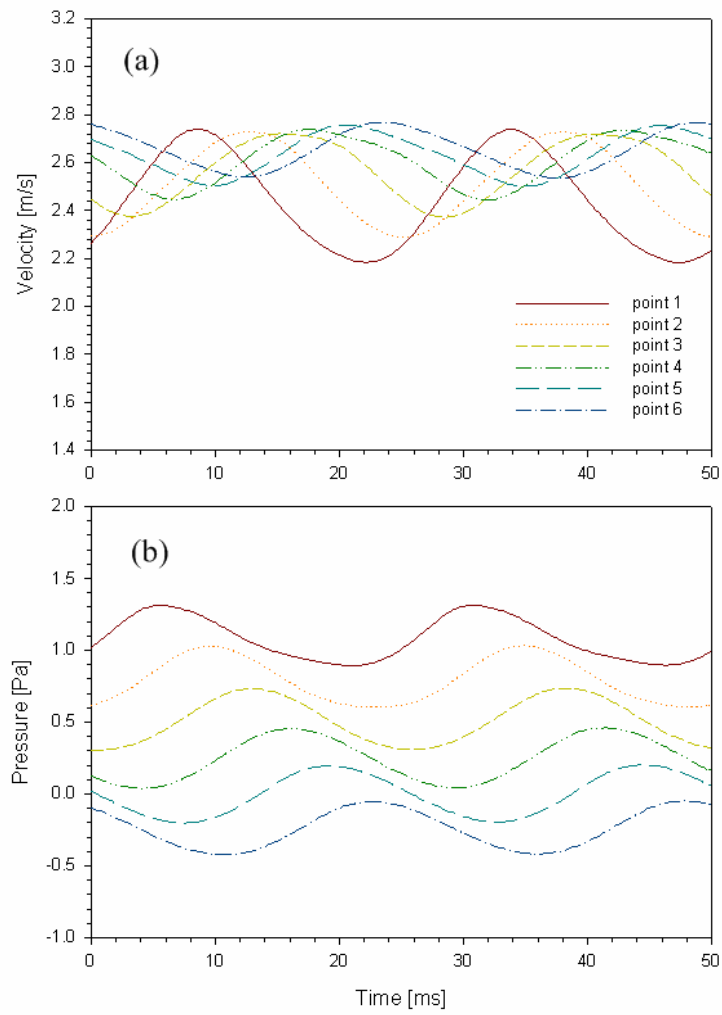 3.2
3.0
2.8
2.6
2.4
2.2
2.0
1.8
1.6
1.4
Velocity [m/s]
(a)
point 1
point 2
point 3
point 4
point 5
point 6
0 10 20 30 40 50
2.0
1.5
1.0
0.5
0.0
-0.5
-1.0
Pressure [Pa]
(b)
0 10 20 30 40 50
Time [ms]